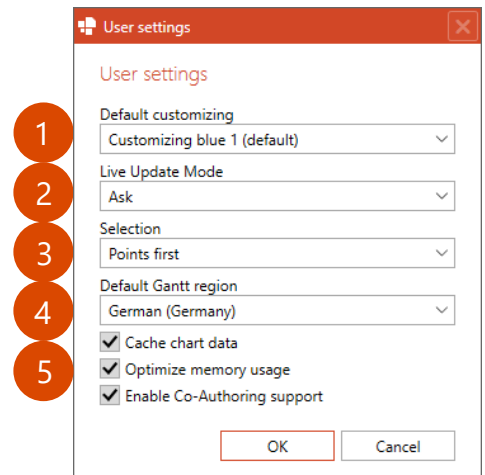 User settings
User settings
Default customizing
1
Customizing blue 1 (default)
Live Update Mode
2
Ask
Selection
3
Points first
Default Gantt region
4
German (Germany)
Cache chart data
5
Optimize memory usage
Enable Co-Authoring support
OK Cancel